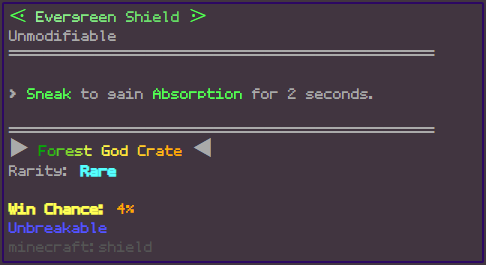 ⋖ Evergreen Shield ⋗
Unmodifiable
> Sneak to gain Absorption for 2 seconds.
▶ Forest God Crate ◀
Rarity: Rare
Win Chance: 4%
Unbreakable
minecraft:shield